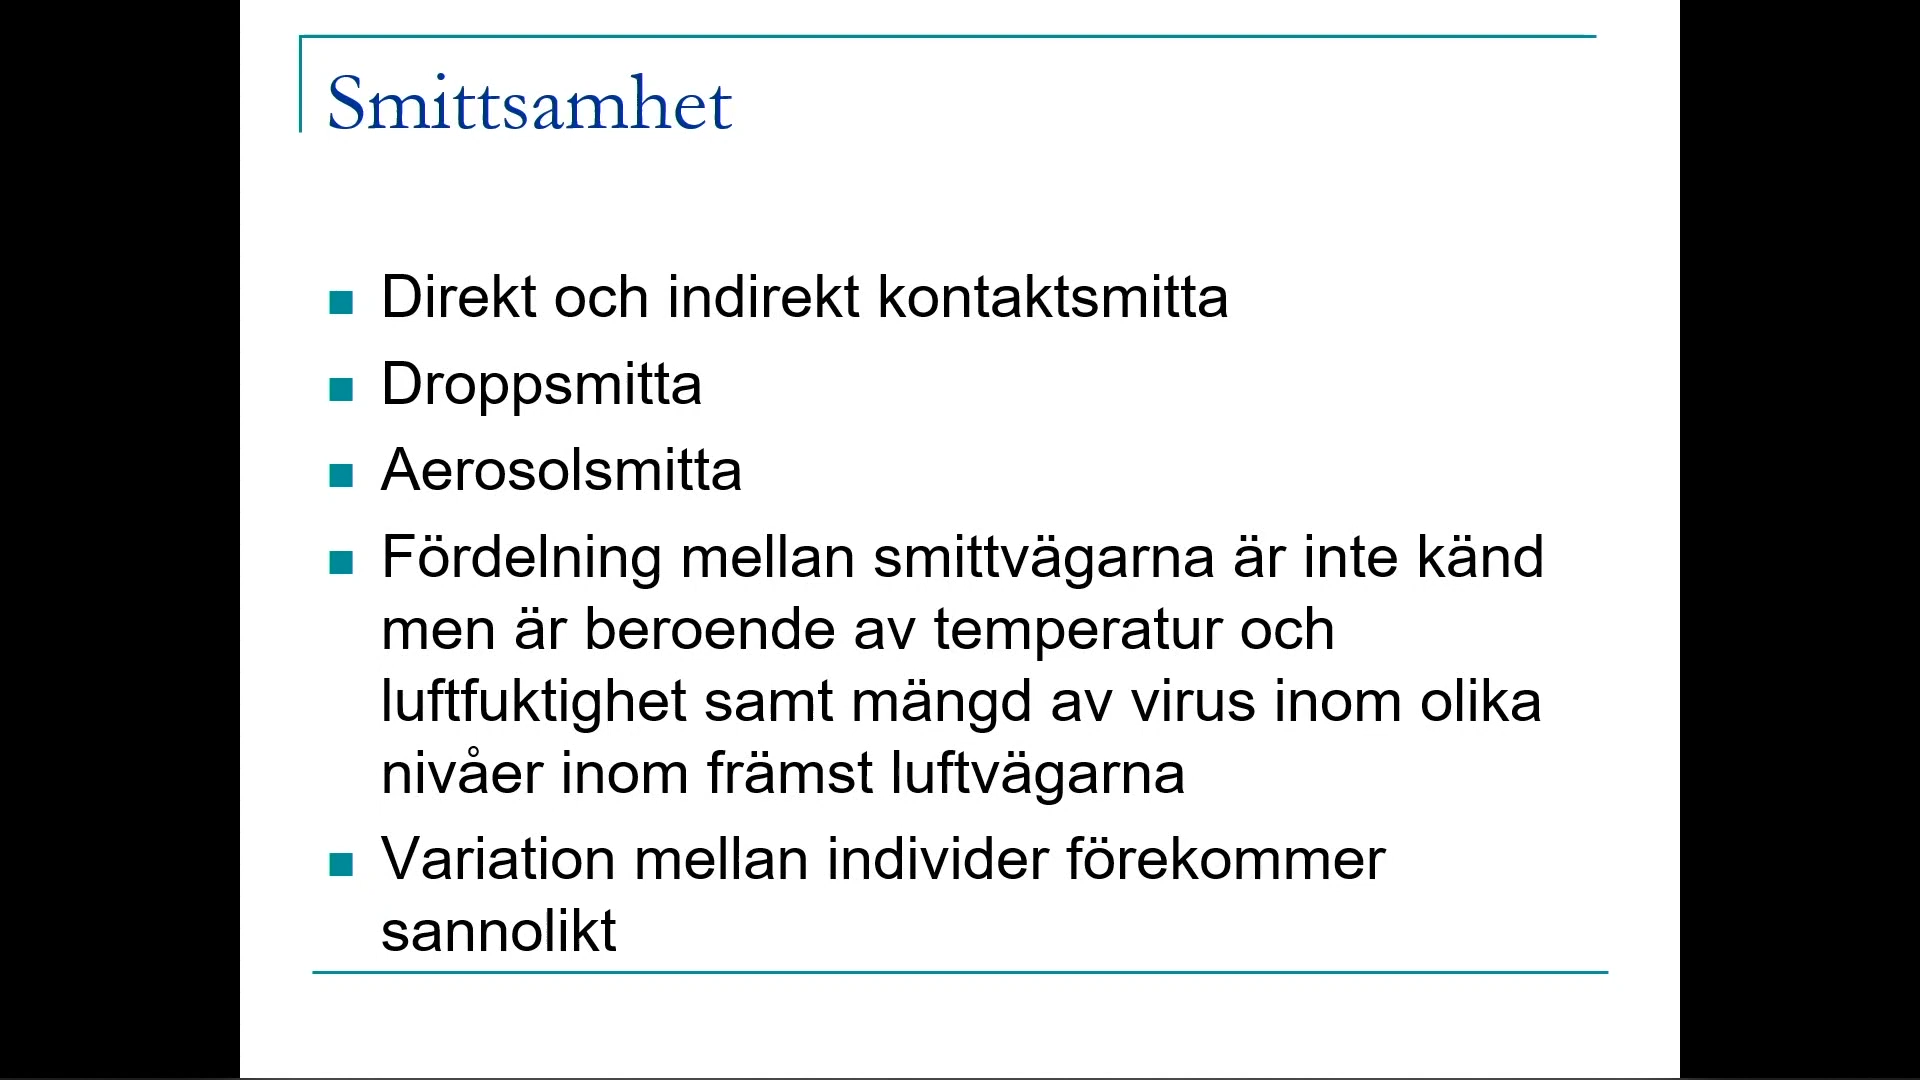 Smittsamhet
Direkt och indirekt kontaktsmitta
Droppsmitta
Aerosolsmitta
Fördelning mellan smittvägarna är inte känd
men är beroende av temperatur och
luftfuktighet samt mängd av virus inom olika
nivåer inom främst luftvägarna
Variation mellan individer förekommer
sannolikt